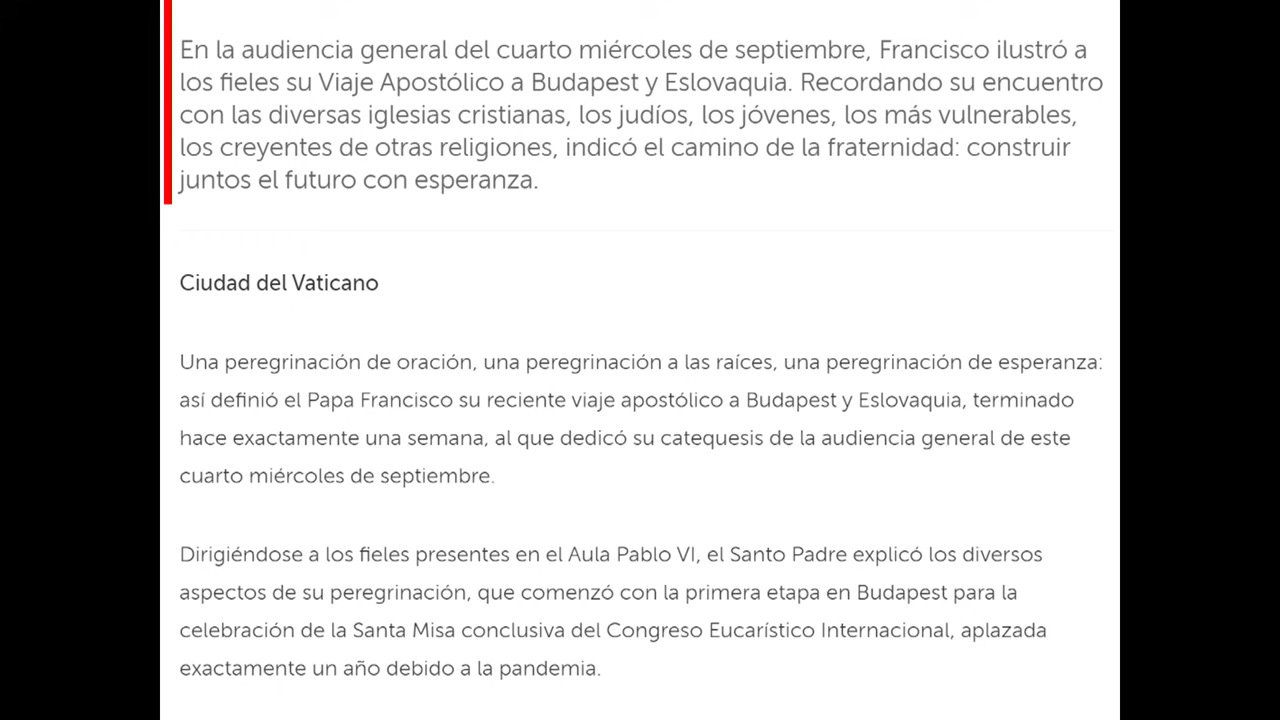 En la audiencia general del cuarto miércoles de septiembre, Francisco ilustró a
los fieles su Viaje Apostólico a Budapest y Eslovaquia. Recordando su encuentro
con las diversas iglesias cristianas, los judíos, los jóvenes, los más vulnerables,
los creyentes de otras religiones, indicó el camino de la fraternidad: construir
juntos el futuro con esperanza.
Ciudad del Vaticano
Una peregrinación de oración, una peregrinación a las raíces, una peregrinación de esperanza:
así definió el Papa Francisco su reciente viaje apostólico a Budapest y Eslovaquia, terminado
hace exactamente una semana, al que dedicó su catequesis de la audiencia general de este
cuarto miércoles de septiembre.
Dirigiéndose a los fieles presentes en el Aula Pablo VI, el Santo Padre explicó los diversos
aspectos de su peregrinación, que comenzó con la primera etapa en Budapest para la
celebración de la Santa Misa conclusiva del Congreso Eucarístico Internacional, aplazada
exactamente un año debido a la pandemia.